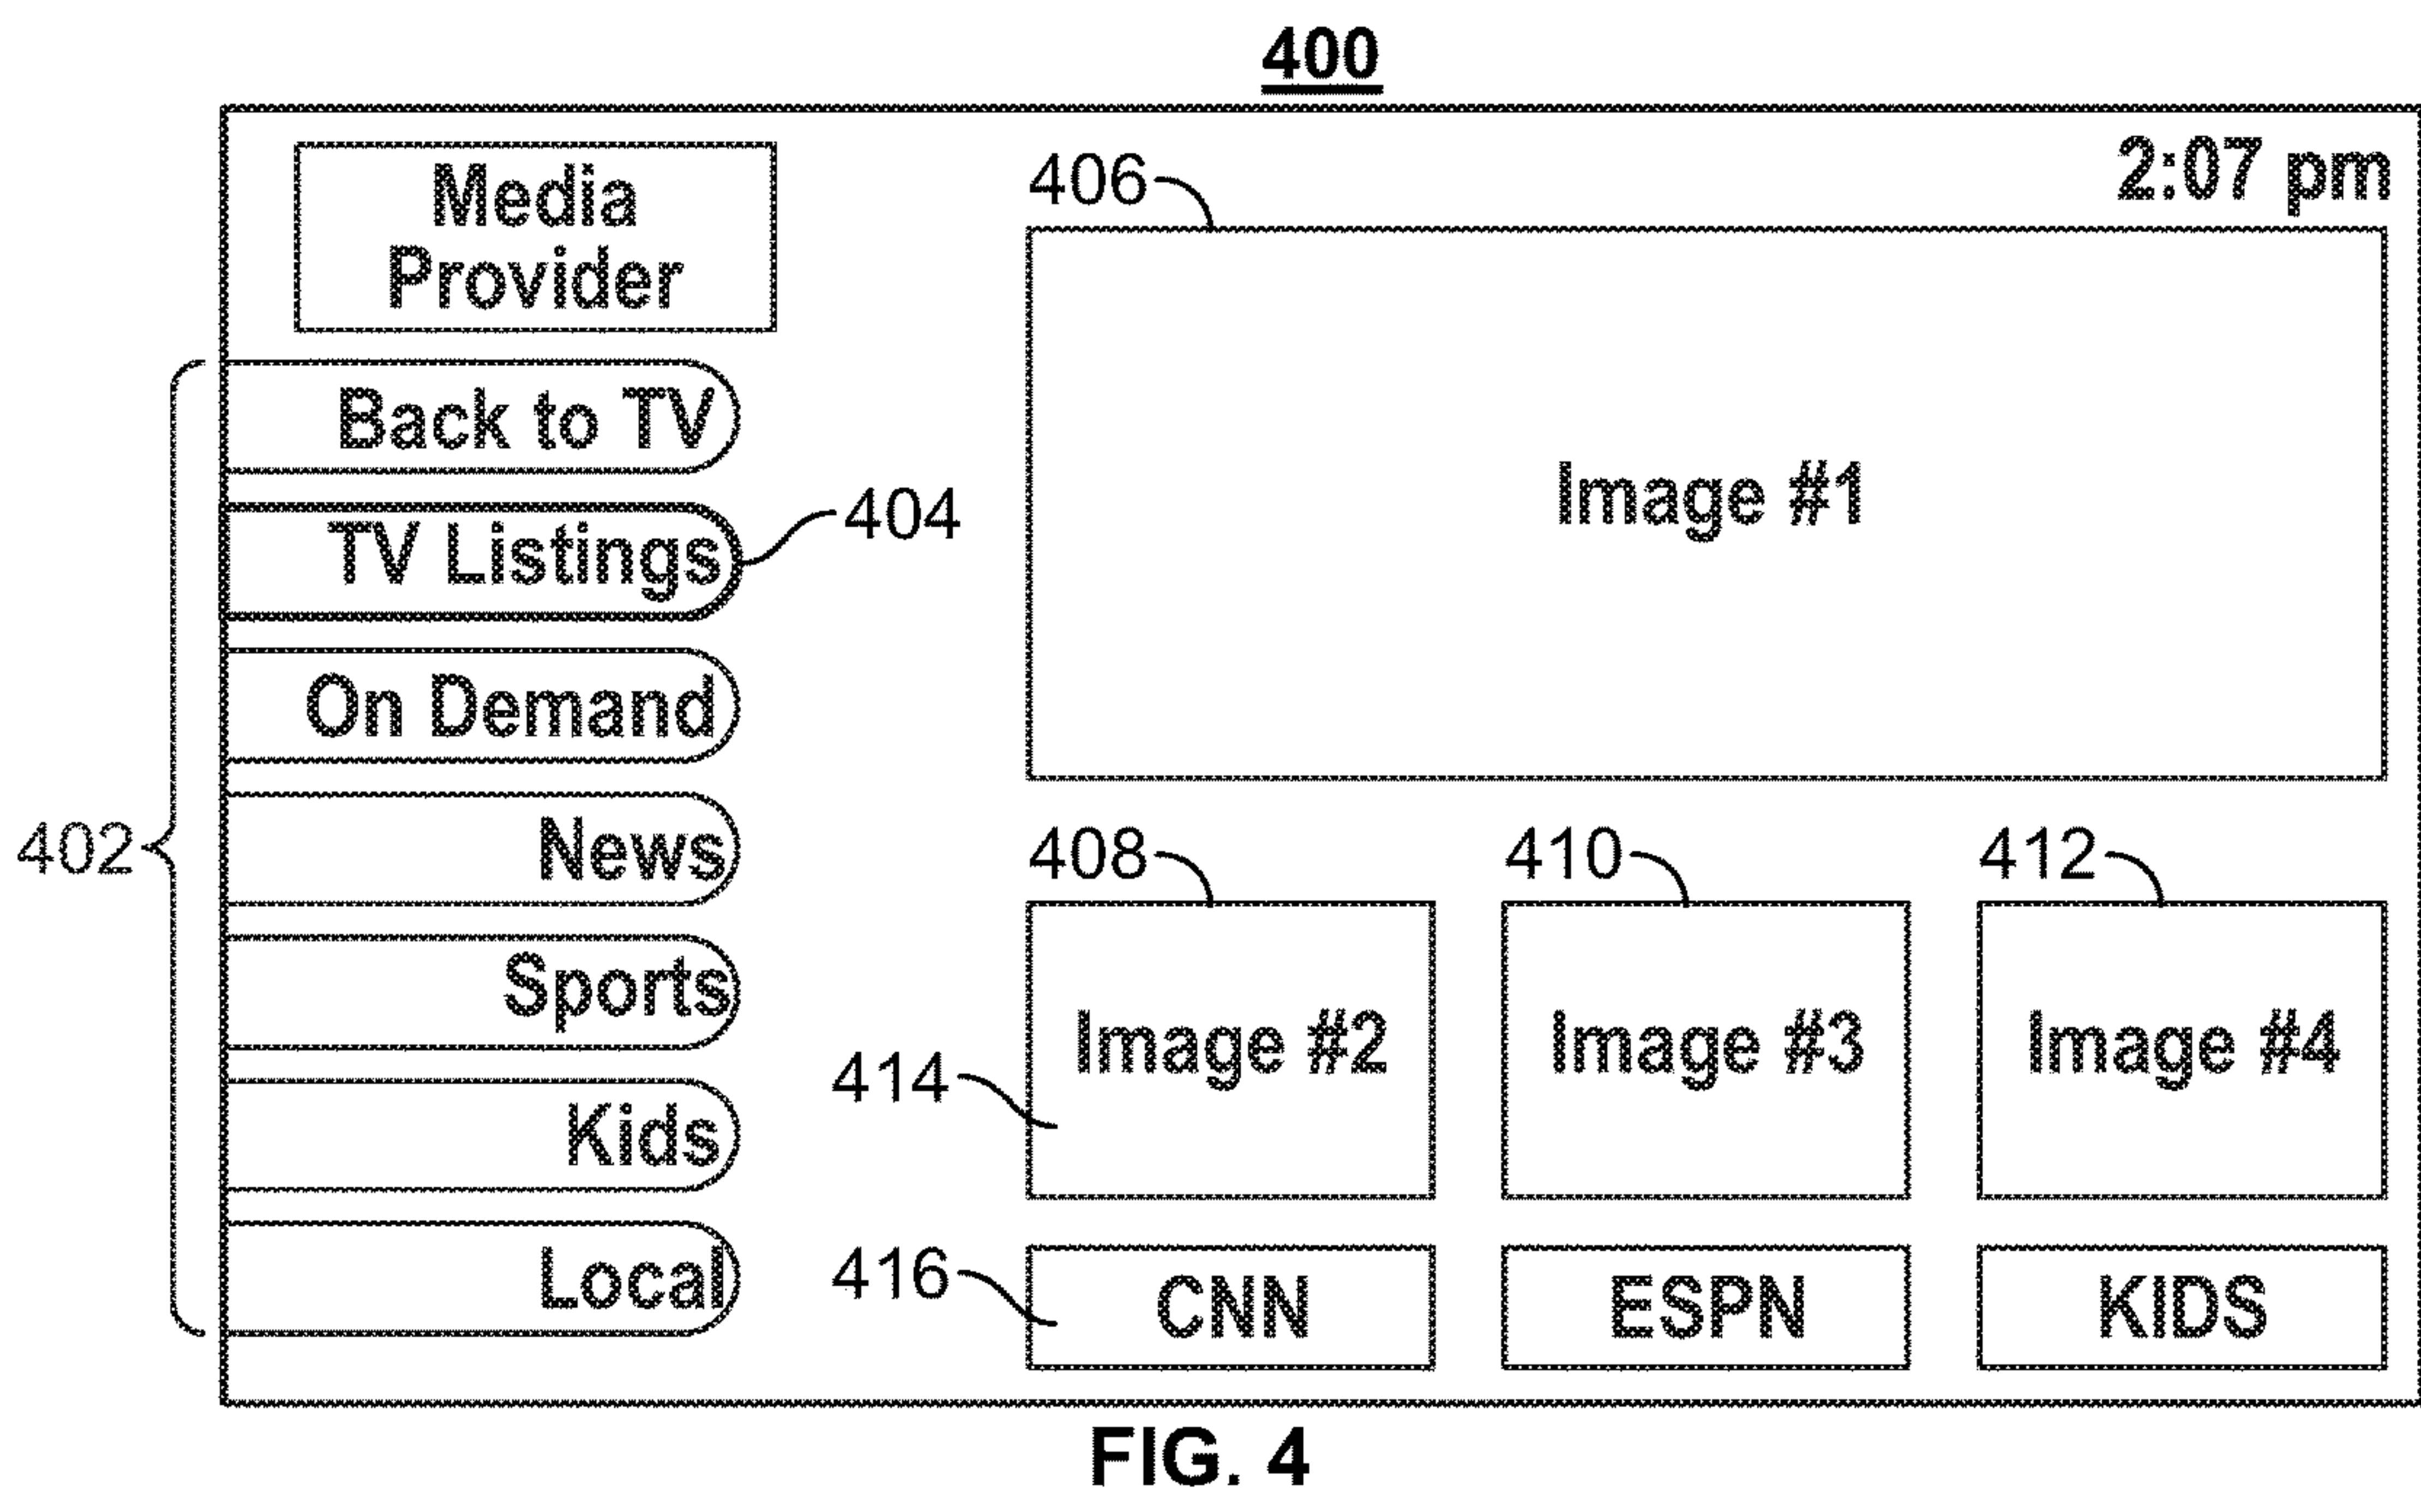 400
Media
Provider
2:07 pm
406
Back to TV
TV Listings
404
Image #1
On Demand
News
402
408
410
412
Sports
Image #2
Image #3
Image #4
414
Kids
Local
416
CNN
ESPN
KIDS
FIG. 4